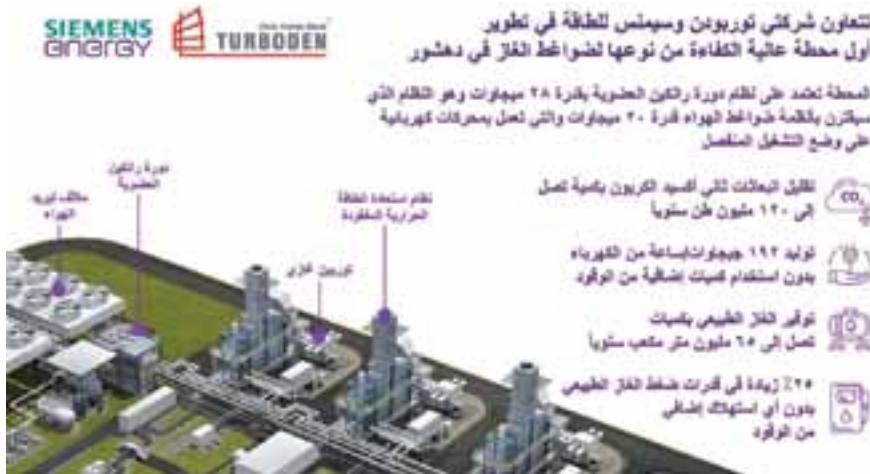 SIEMENS
energy
TURBODEN
تتعاون شركتي توربودن وسيمنس للطاقة في تطوير
أول محطة عالية الكفاءة من نوعها لضواغط الغاز في دهشور
المحطة تعتمد على نظام دورة رانكين العضوية بقدرة ٢٨ ميجاوات وهو النظام الذي
سيقترن بأنظمة ضواغط الهواء قدرة ٣٠ ميجاوات والتي تعمل بمحركات كهربائية
على وضع التشغيل المنفصل
تقليل انبعاثات ثاني أكسيد الكربون بكمية تصل
إلى ١٢٠ مليون طن سنوياً
CO₂
توليد ١٩٢ جيجاوات/ساعة من الكهرباء
بدون استخدام كميات إضافية من الوقود
توفير الغاز الطبيعي بكميات
تصل إلى ٦٥ مليون متر مكعب سنوياً
٢٥٪ زيادة في قدرات ضغط الغاز الطبيعي
بدون أي استهلاك إضافي
من الوقود
نظام استعادة الطاقة
الحرارية المفقودة
توربين غازي
دورة رانكين
العضوية
ملف تبريد
الهواء